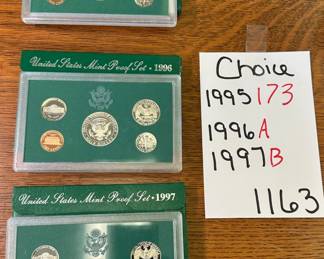 United States Mint Proof Set • 1996
United States Mint Proof Set • 1997
Choice
1995 173
1996 A
1997 B
1163